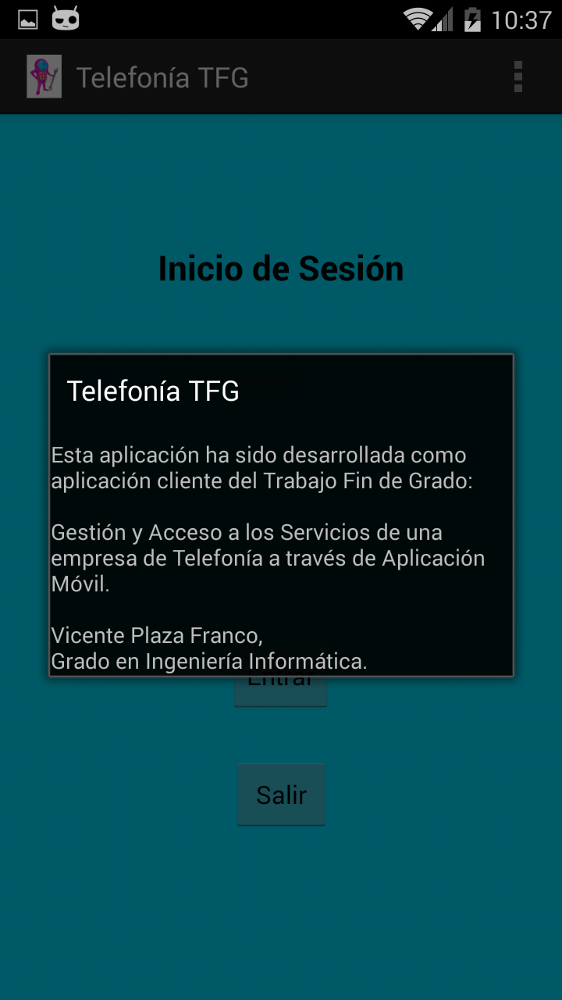 10:37
Telefonía TFG
Inicio de Sesión
Telefonía TFG
Esta aplicación ha sido desarrollada como
aplicación cliente del Trabajo Fin de Grado:
Gestión y Acceso a los Servicios de una
empresa de Telefonía a través de Aplicación
Móvil.
Vicente Plaza Franco,
Grado en Ingeniería Informática.
Entrar
Salir